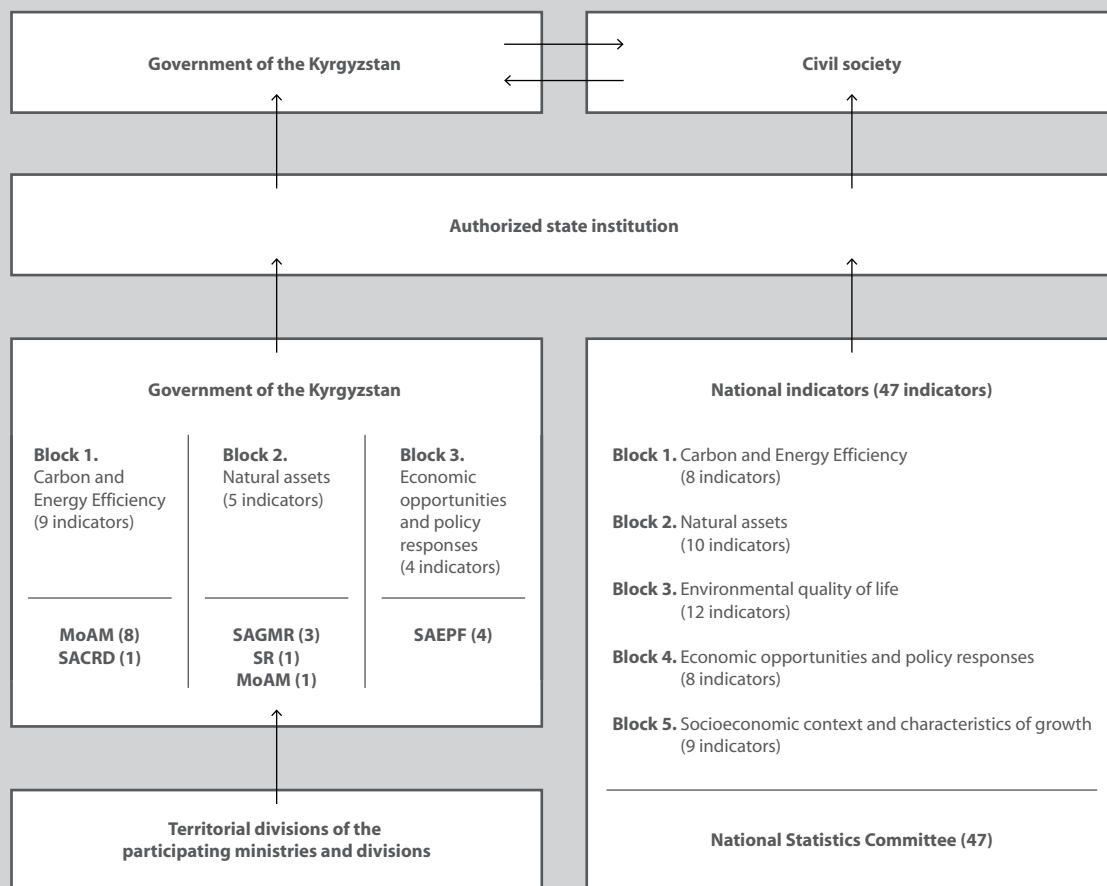 Government of the Kyrgyzstan
Civil society
Authorized state institution
Government of the Kyrgyzstan
Block 1.
Carbon and
Energy Efficiency
(9 indicators)
MoAM (8)
SACRD (1)
Block 2.
Natural assets
(5 indicators)
SAGMR (3)
SR (1)
MoAM (1)
Block 3.
Economic
opportunities
and policy
responses
(4 indicators)
SAEPF (4)
Territorial divisions of the
participating ministries and divisions
National indicators (47 indicators)
Block 1. Carbon and Energy Efficiency
(8 indicators)
Block 2. Natural assets
(10 indicators)
Block 3. Environmental quality of life
(12 indicators)
Block 4. Economic opportunities and policy responses
(8 indicators)
Block 5. Socioeconomic context and characteristics of growth
(9 indicators)
National Statistics Committee (47)